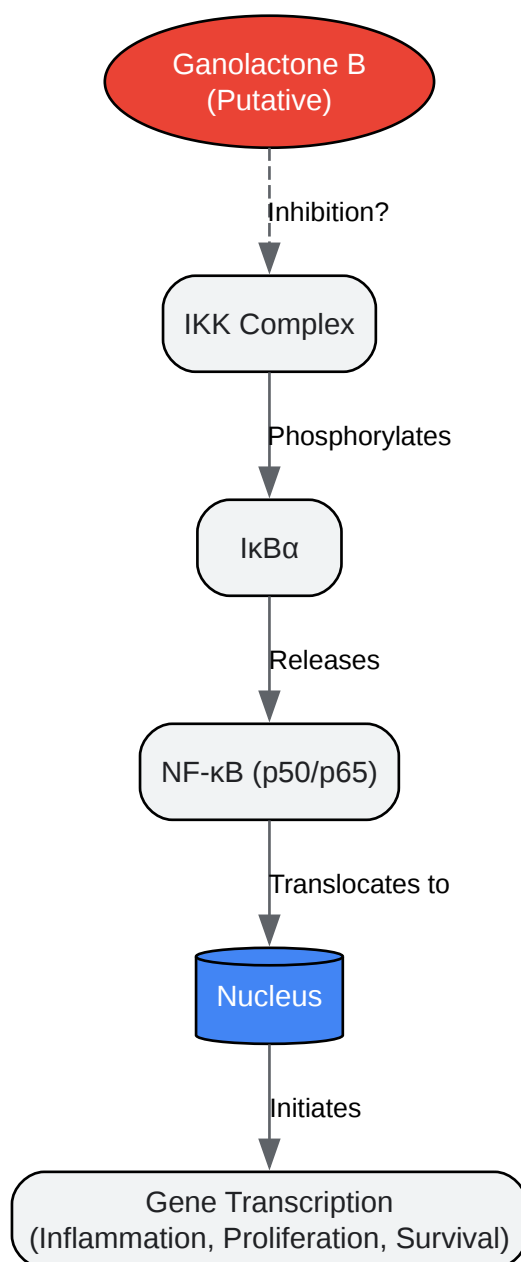 Ganolactone B
(Putative)
Inhibition?
IKK Complex
Phosphorylates
IκBα
Releases
NF-κB (p50/p65)
Translocates to
Nucleus
Initiates
Gene Transcription
(Inflammation, Proliferation, Survival)